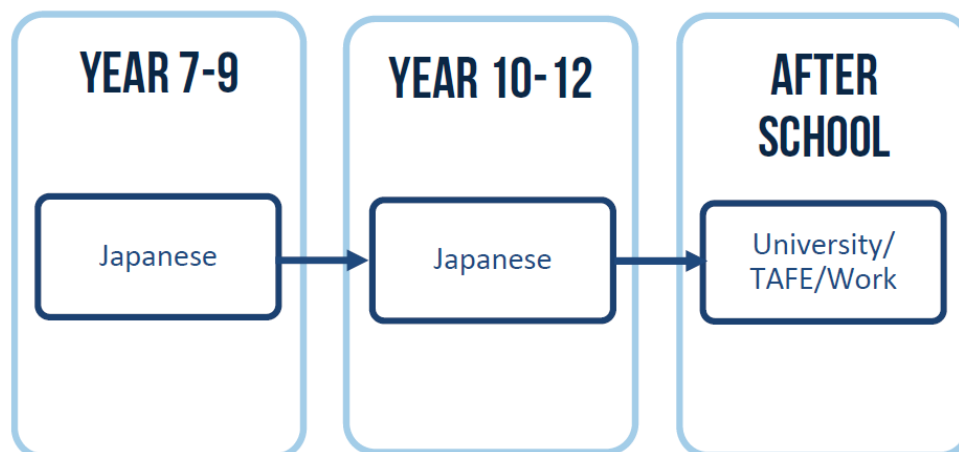 YEAR 7-9
Japanese
YEAR 10-12
Japanese
AFTER
SCHOOL
University/
TAFE/Work